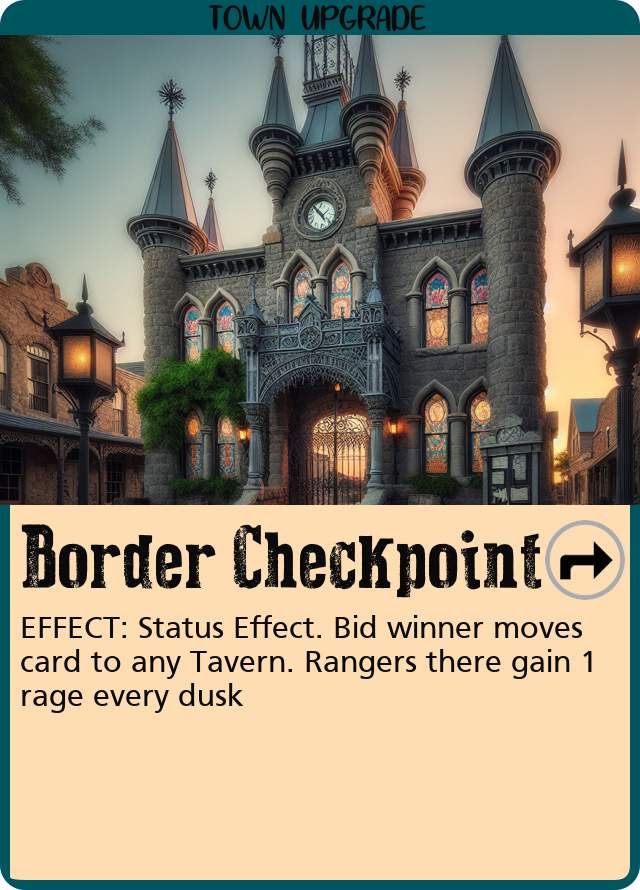 TOWN UPGRADE
Border Checkpoint
EFFECT: Status Effect. Bid winner moves
card to any Tavern. Rangers there gain 1
rage every dusk